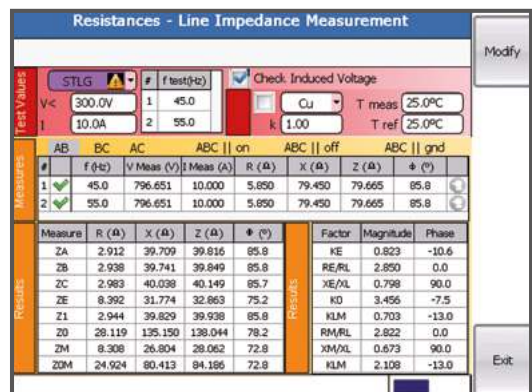 Resistances - Line Impedance Measurement
Modify
Test Values
STLG
# f test(Hz)
Check Induced Voltage
V< 300.0V
1 45.0
Cu
T meas 25.0ºC
I 10.0A
2 55.0
k 1.00
T ref 25.0ºC
Measures
AB BC AC ABC || on ABC || off ABC || gnd
# f (Hz) V Meas (V) I Meas (A) R (Ω) X (Ω) Z (Ω) Φ (º)
1 45.0 796.651 10.000 5.850 79.450 79.665 85.8
2 55.0 796.651 10.000 5.850 79.450 79.665 85.8
Results
Measure R (Ω) X (Ω) Z (Ω) Φ (º)
ZA 2.912 39.709 39.816 85.8
ZB 2.938 39.741 39.849 85.8
ZC 2.983 40.038 40.149 85.7
ZE 8.392 31.774 32.863 75.2
Z1 2.944 39.829 39.938 85.8
Z0 28.119 135.150 138.044 78.2
ZM 8.308 26.804 28.062 72.8
Z0M 24.924 80.413 84.186 72.8
Results
Factor Magnitude Phase
KE 0.823 -10.6
RE/RL 2.850 0.0
XE/XL 0.798 90.0
K0 3.456 -7.5
KLM 0.703 -13.0
RM/RL 2.822 0.0
XM/XL 0.673 90.0
KLM 2.108 -13.0
Exit